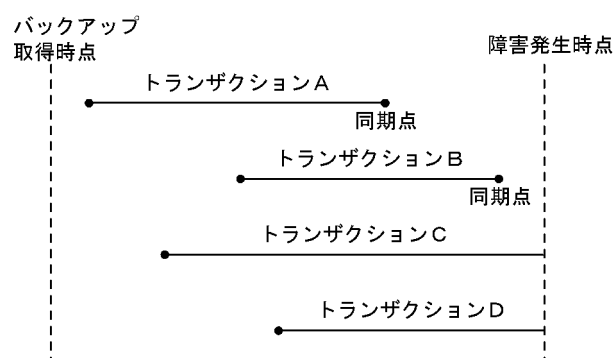 バックアップ
取得時点
障害発生時点
トランザクションA
同期点
トランザクションB
同期点
トランザクションC
トランザクションD